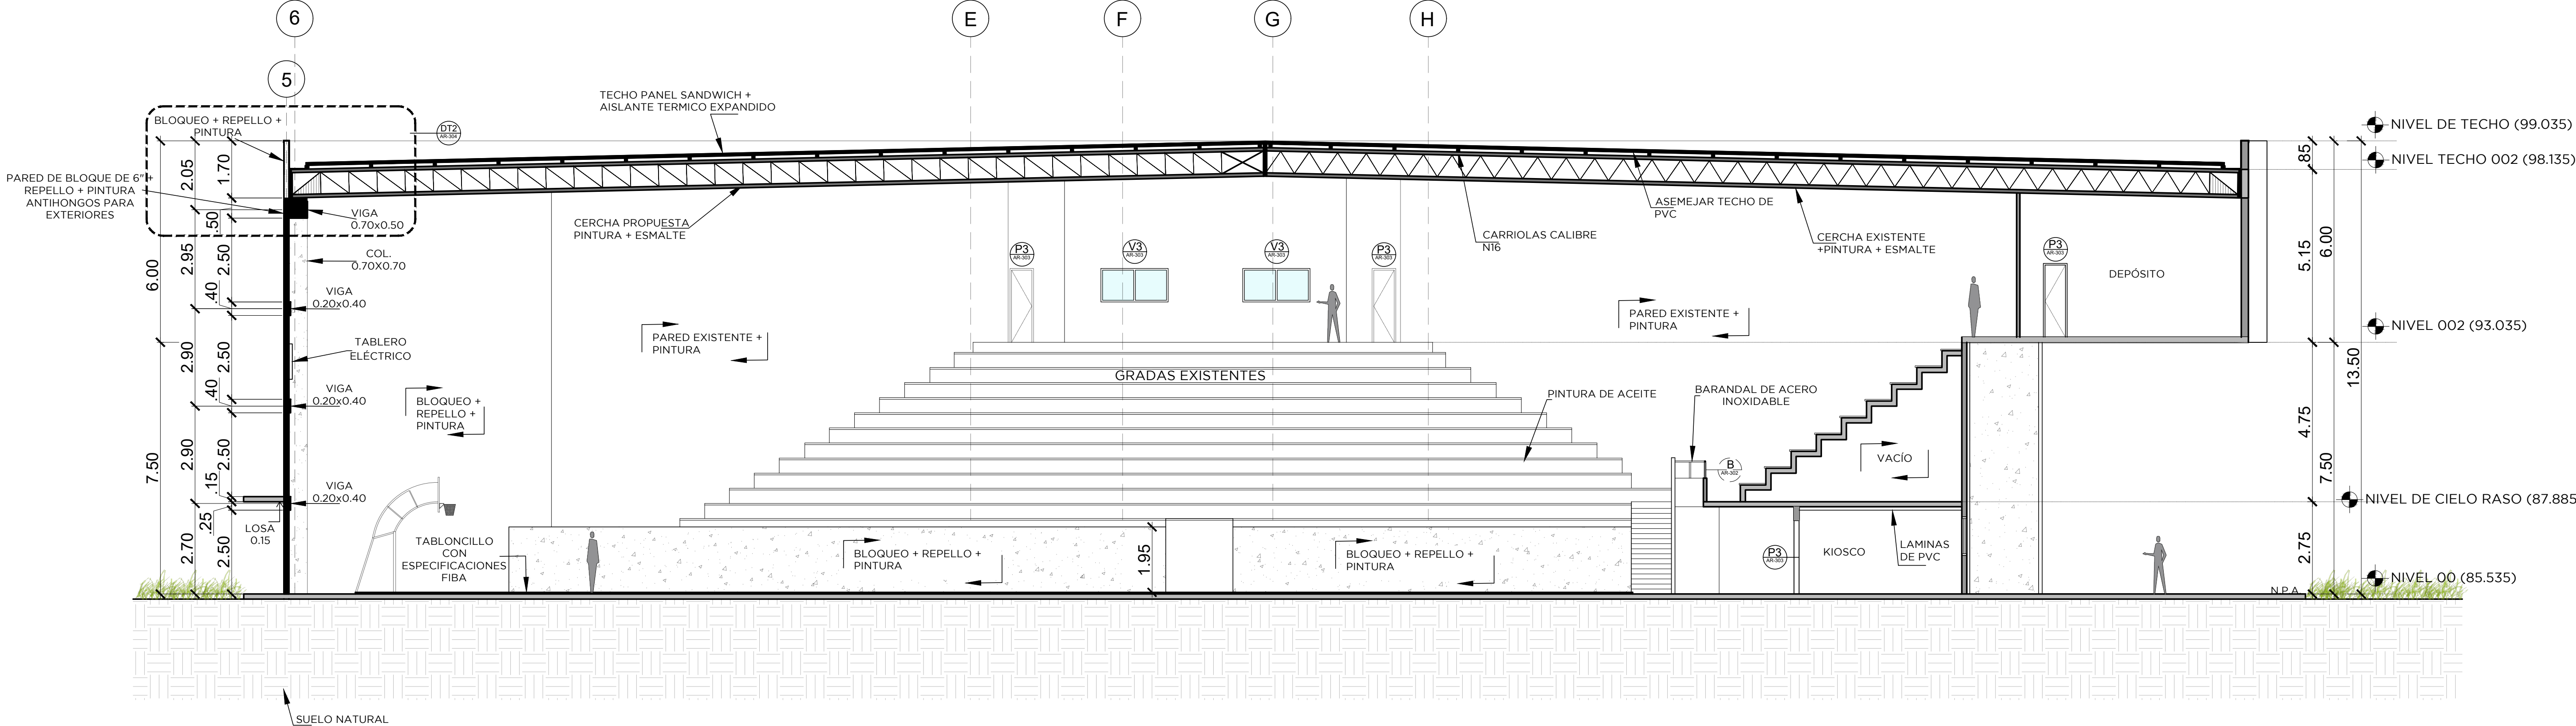 6
E
F
G
H
5
TECHO PANEL SANDWICH +
AISLANTE TERMICO EXPANDIDO
BLOQUEO + REPELLO +
PINTURA
DT2
AR-304
PARED DE BLOQUE DE 6"+
REPELLO + PINTURA
ANTIHONGOS PARA
EXTERIORES
VIGA
0.70x0.50
COL.
0.70X0.70
VIGA
0.20x0.40
TABLERO
ELÉCTRICO
VIGA
0.20x0.40
VIGA
0.20x0.40
LOSA
0.15
6.00
7.50
2.05
2.95
2.90
2.90
2.70
1.70
.50
2.50
.40
2.50
.40
2.50
.15
.25
2.50
CERCHA PROPUESTA
PINTURA + ESMALTE
PARED EXISTENTE +
PINTURA
BLOQUEO +
REPELLO +
PINTURA
TABLONCILLO
CON
ESPECIFICACIONES
FIBA
P3
AR-303
V3
AR-303
V3
AR-303
P3
AR-303
GRADAS EXISTENTES
BLOQUEO + REPELLO +
PINTURA
1.95
BLOQUEO + REPELLO +
PINTURA
CARRIOLAS CALIBRE
N16
ASEMEJAR TECHO DE
PVC
CERCHA EXISTENTE
+PINTURA + ESMALTE
PARED EXISTENTE +
PINTURA
PINTURA DE ACEITE
BARANDAL DE ACERO
INOXIDABLE
B
AR-302
VACÍO
P3
AR-303
KIOSCO
LAMINAS
DE PVC
P3
AR-303
DEPÓSITO
.85
5.15
4.75
2.75
6.00
7.50
13.50
NIVEL DE TECHO (99.035)
NIVEL TECHO 002 (98.135)
NIVEL 002 (93.035)
NIVEL DE CIELO RASO (87.885
NIVEL 00 (85.535)
N.P.A
SUELO NATURAL